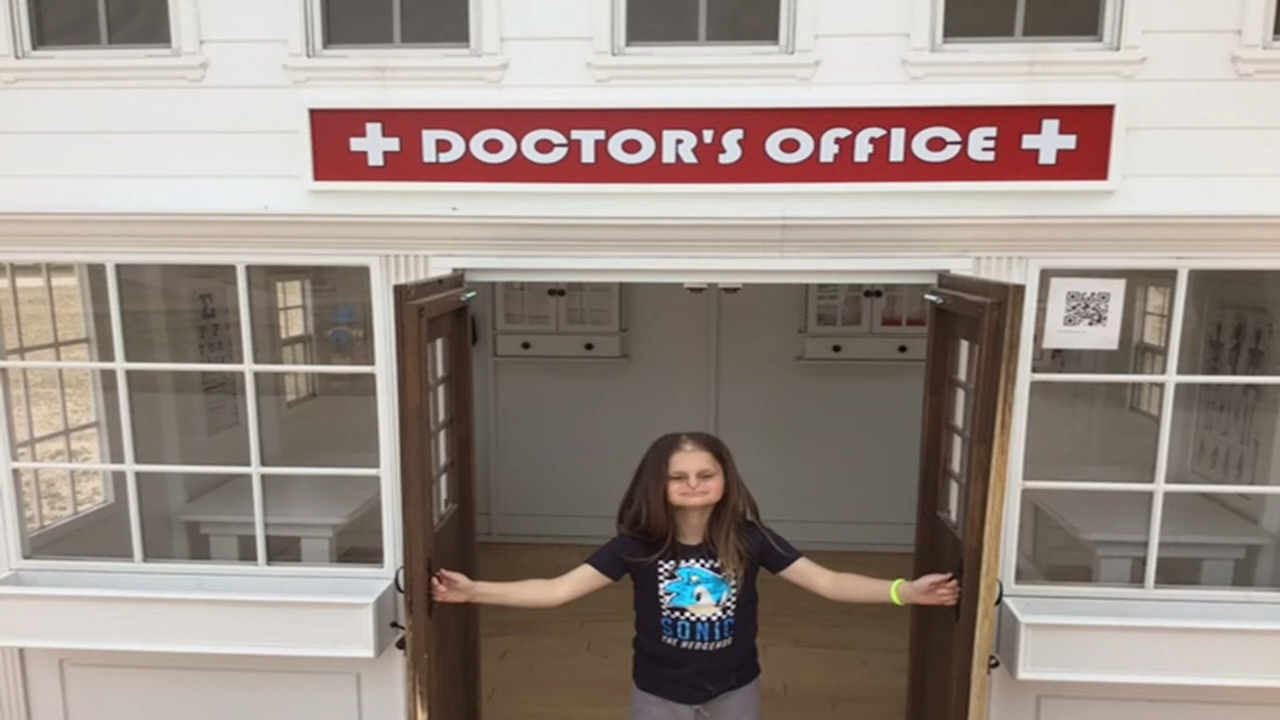 + DOCTOR'S OFFICE +
SONIC
THE HEDGEHOG